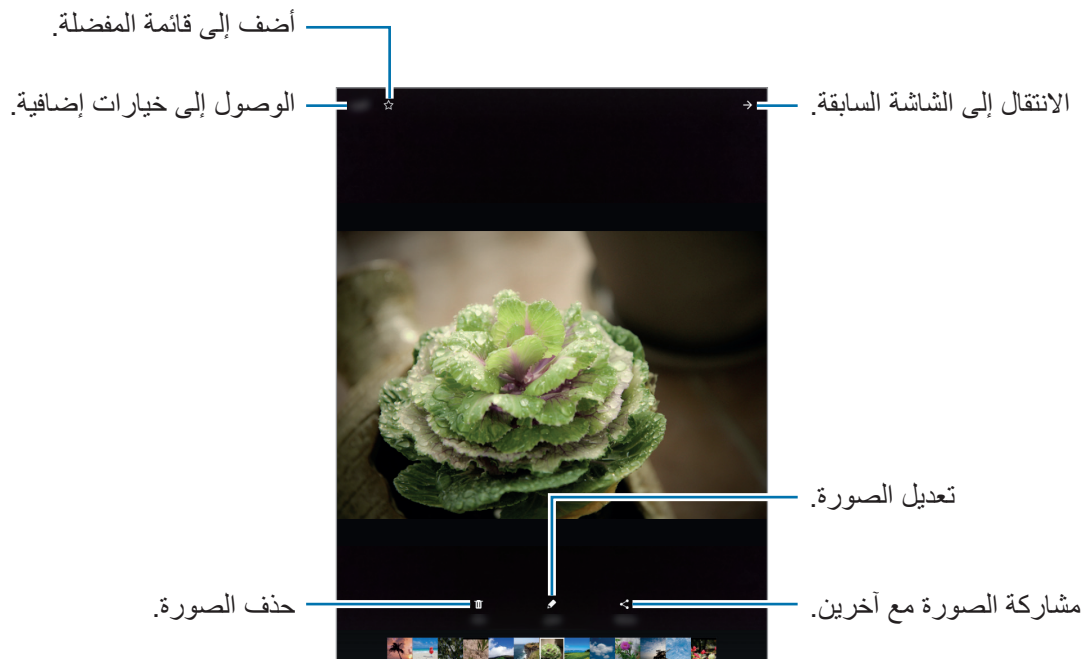 أضف إلى قائمة المفضلة.
الانتقال إلى الشاشة السابقة.
الوصول إلى خيارات إضافية.
تعديل الصورة.
مشاركة الصورة مع آخرين.
حذف الصورة.